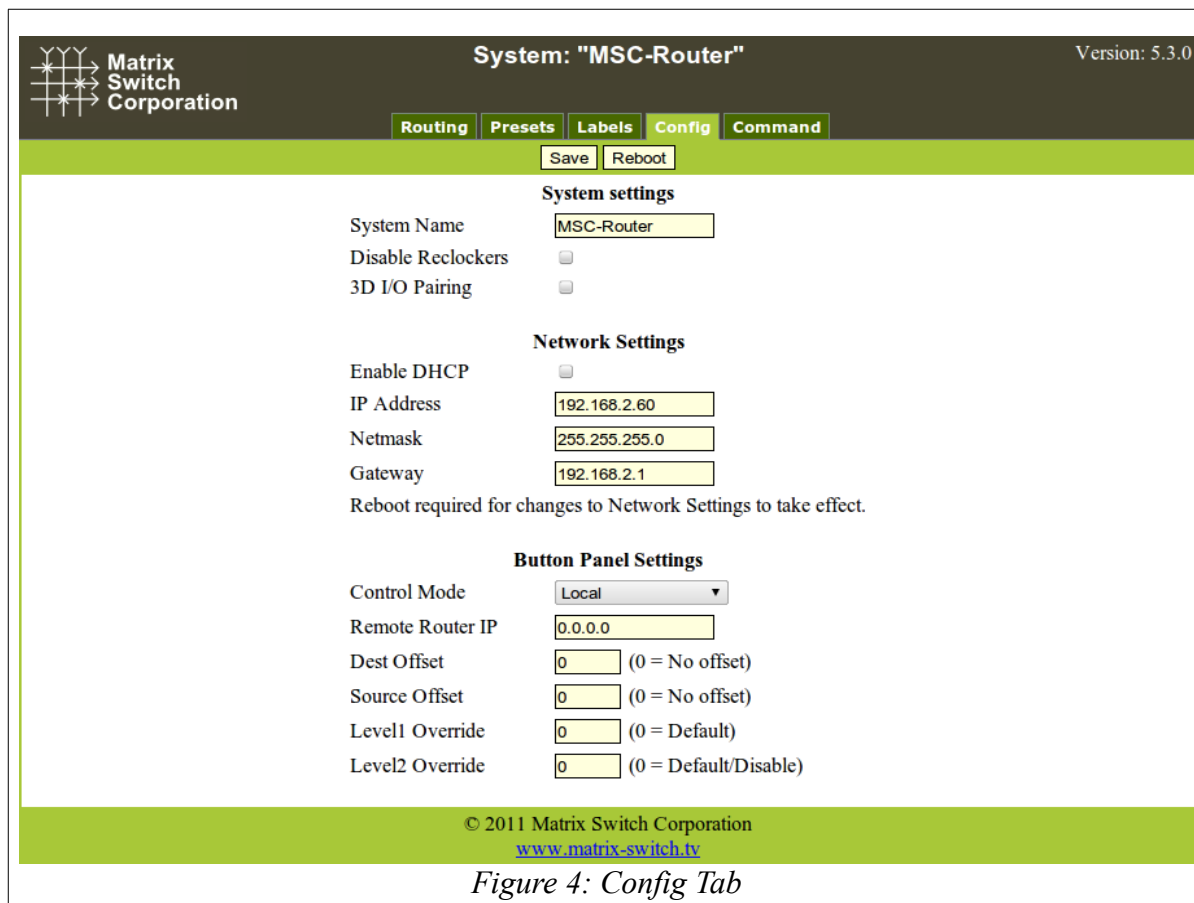 Matrix
Switch
Corporation
System: "MSC-Router"
Version: 5.3.0
Routing Presets Labels Config Command
Save Reboot
System settings
System Name MSC-Router
Disable Reclockers
3D I/O Pairing
Network Settings
Enable DHCP
IP Address 192.168.2.60
Netmask 255.255.255.0
Gateway 192.168.2.1
Reboot required for changes to Network Settings to take effect.
Button Panel Settings
Control Mode Local
Remote Router IP 0.0.0.0
Dest Offset 0 (0 = No offset)
Source Offset 0 (0 = No offset)
Level1 Override 0 (0 = Default)
Level2 Override 0 (0 = Default/Disable)
© 2011 Matrix Switch Corporation
www.matrix-switch.tv
Figure 4: Config Tab